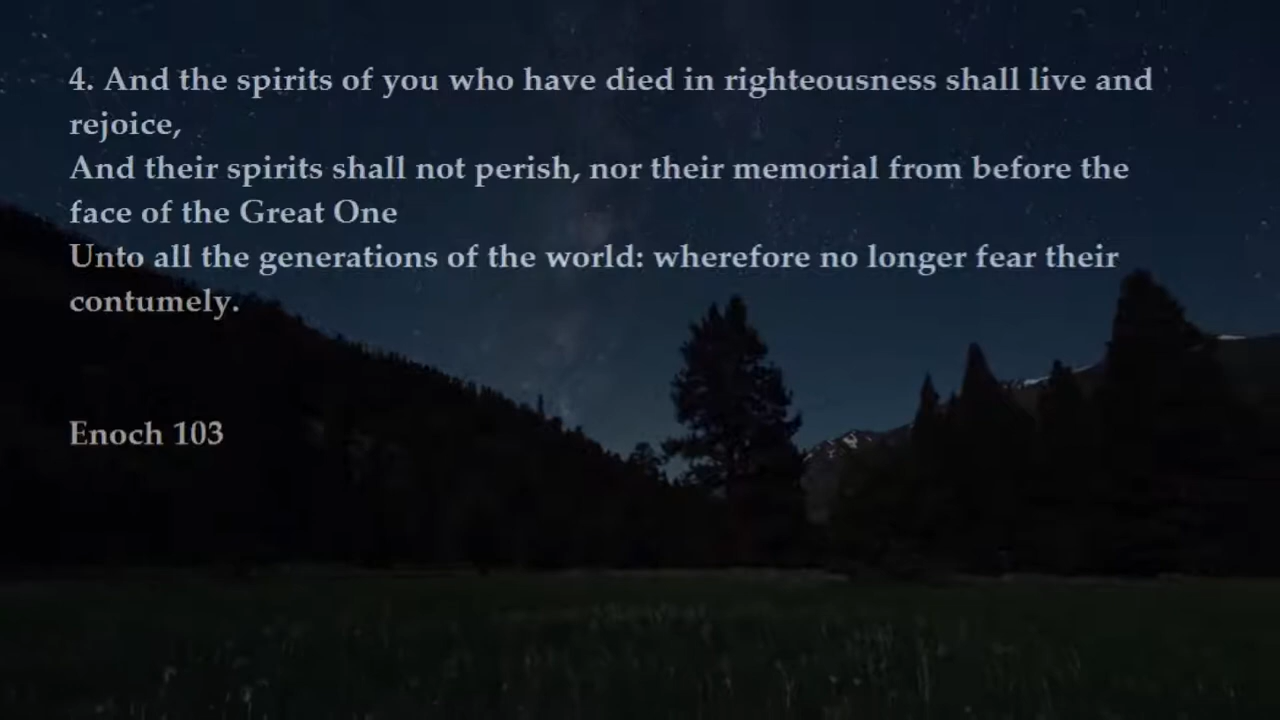 4. And the spirits of you who have died in righteousness shall live and
rejoice,
And their spirits shall not perish, nor their memorial from before the
face of the Great One
Unto all the generations of the world: wherefore no longer fear their
contumely.
Enoch 103